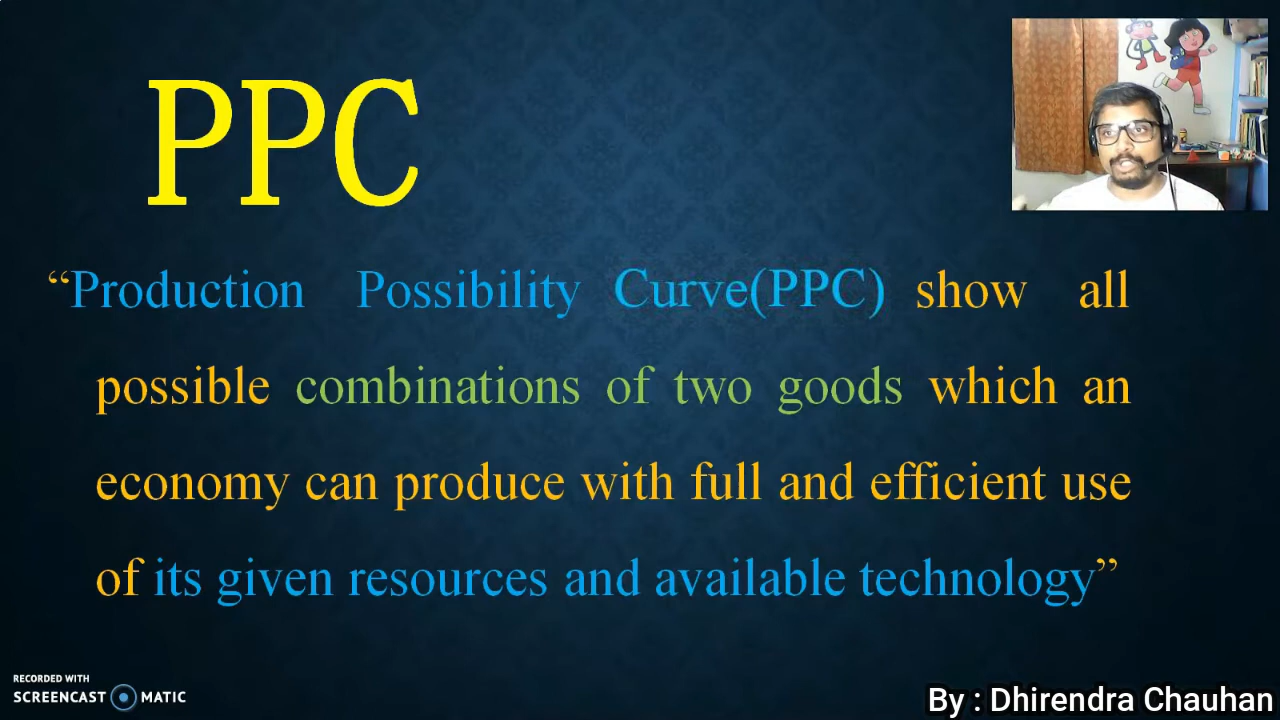 PPC
“Production Possibility Curve(PPC) show all
possible combinations of two goods which an
economy can produce with full and efficient use
of its given resources and available technology”
RECORDED WITH
SCREENCAST MATIC
By : Dhirendra Chauhan